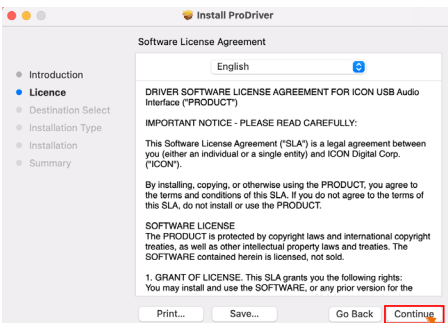 Install ProDriver
Software License Agreement
Introduction
Licence
Destination Select
Installation Type
Installation
Summary
English
DRIVER SOFTWARE LICENSE AGREEMENT FOR ICON USB Audio
Interface ("PRODUCT")
IMPORTANT NOTICE - PLEASE READ CAREFULLY:
This Software License Agreement ("SLA") is a legal agreement between
you (either an individual or a single entity) and ICON Digital Corp.
("ICON").
By installing, copying, or otherwise using the PRODUCT, you agree to
the terms and conditions of this SLA. If you do not agree to the terms of
this SLA, do not install or use the PRODUCT.
SOFTWARE LICENSE
The PRODUCT is protected by copyright laws and international copyright
treaties, as well as other intellectual property laws and treaties. The
SOFTWARE contained herein is licensed, not sold.
1. GRANT OF LICENSE. This SLA grants you the following rights:
You may install and use the SOFTWARE, or any prior version for the
Print...
Save...
Go Back
Continue